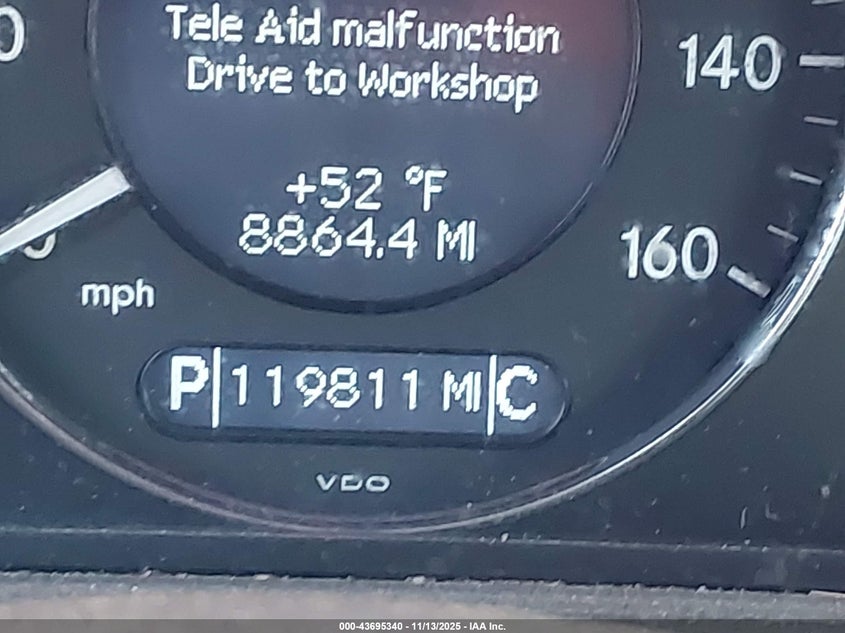 Tele Aid malfunction
Drive to Workshop
140
+52 °F
8864.4 MI
160
mph
P 119811 MI C
VDO
000-43695340 - 11/13/2025 - IAA Inc.